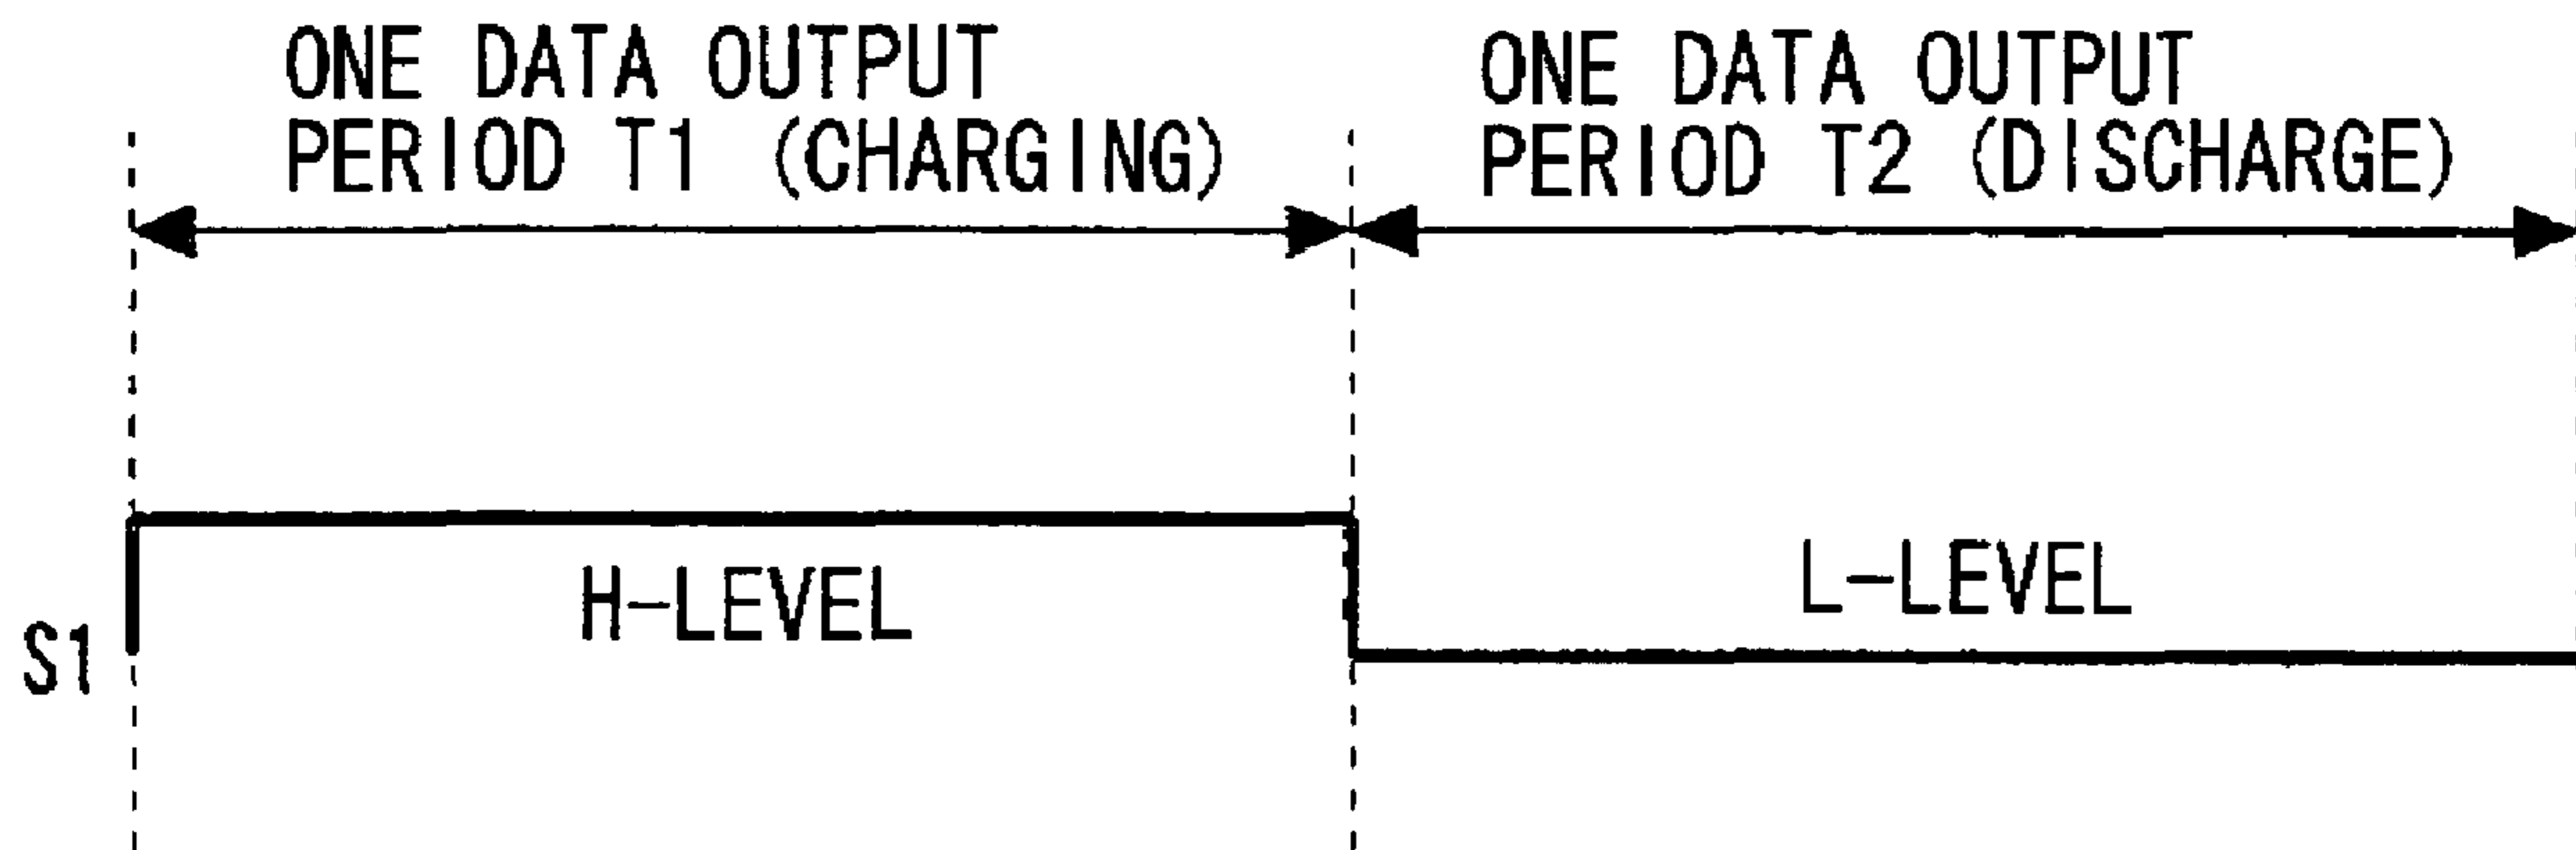 ONE DATA OUTPUT
PERIOD T1 (CHARGING)
ONE DATA OUTPUT
PERIOD T2 (DISCHARGE)
H-LEVEL
L-LEVEL
S1